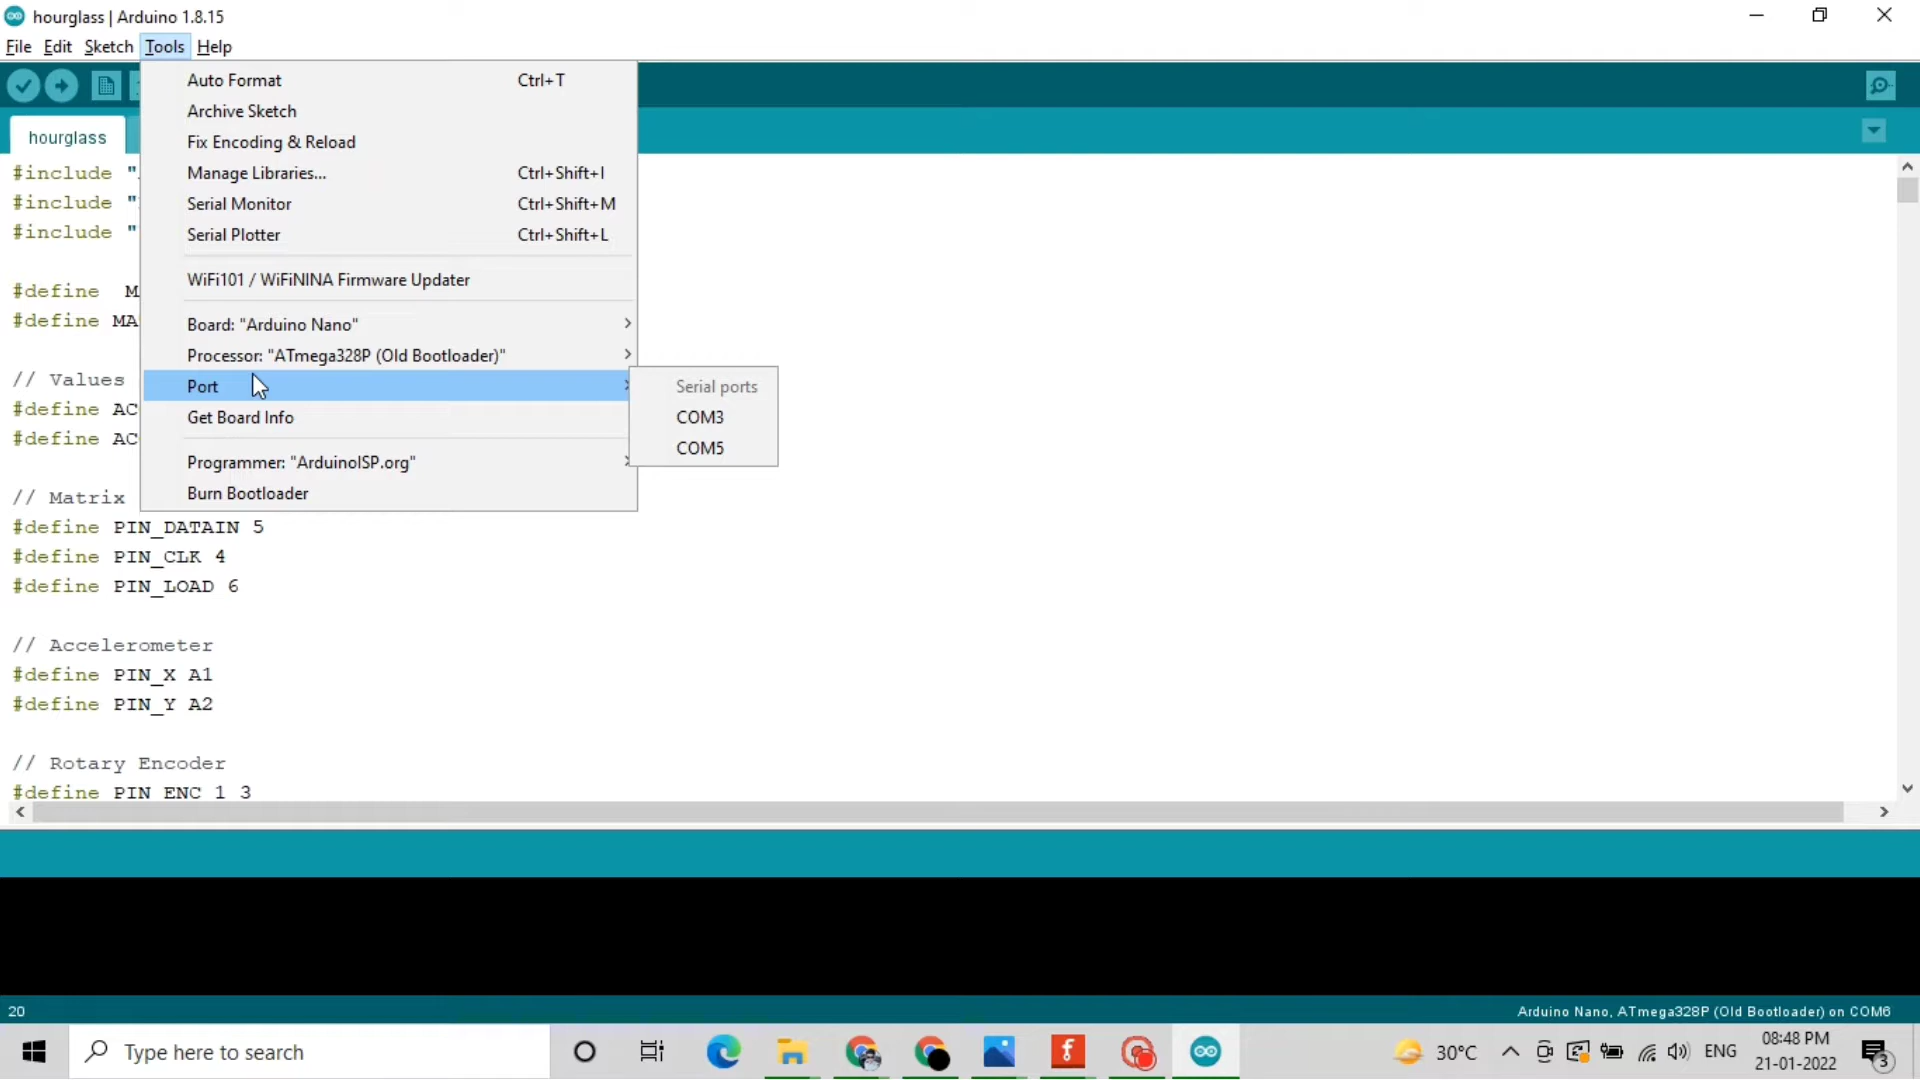 hourglass | Arduino 1.8.15
File Edit Sketch Tools Help
Auto Format Ctrl+T
Archive Sketch
Fix Encoding & Reload
Manage Libraries... Ctrl+Shift+I
Serial Monitor Ctrl+Shift+M
Serial Plotter Ctrl+Shift+L
WiFi101 / WiFiNINA Firmware Updater
Board: "Arduino Nano"
Processor: "ATmega328P (Old Bootloader)"
Port
Get Board Info
Programmer: "ArduinoISP.org"
Burn Bootloader
Serial ports
COM3
COM5
hourglass
#include "
#include "
#include "
#define M
#define MA
// Values
#define AC
#define AC
// Matrix
#define PIN_DATAIN 5
#define PIN_CLK 4
#define PIN_LOAD 6
// Accelerometer
#define PIN_X A1
#define PIN_Y A2
// Rotary Encoder
#define PIN_ENC_1 3
20
Arduino Nano, ATmega328P (Old Bootloader) on COM6
Type here to search
30°C
ENG
08:48 PM
21-01-2022
3